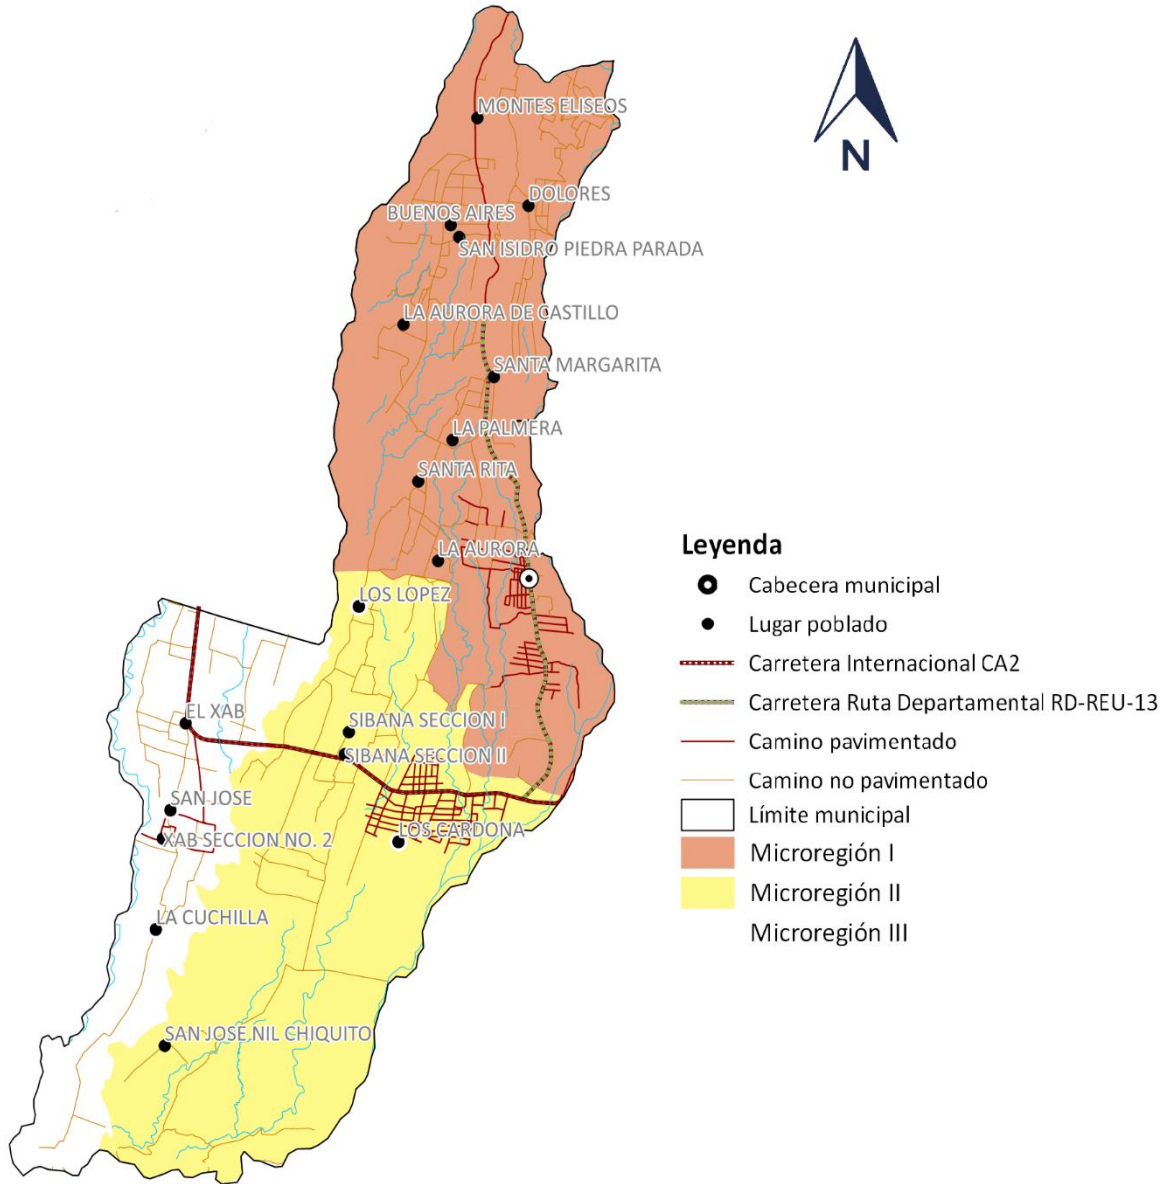 MONTES ELISEOS
N
DOLORES
BUENOS AIRES
SAN ISIDRO PIEDRA PARADA
LA AURORA DE CASTILLO
SANTA MARGARITA
LA PALMERA
SANTA RITA
LA AURORA
LOS LOPEZ
EL XAB
SIBANA SECCION I
SIBANA SECCION II
SAN JOSE
LOS CARDONA
XAB SECCION NO. 2
LA CUCHILLA
SAN JOSE NIL CHIQUITO
Leyenda
Cabecera municipal
Lugar poblado
Carretera Internacional CA2
Carretera Ruta Departamental RD-REU-13
Camino pavimentado
Camino no pavimentado
Límite municipal
Microregión I
Microregión II
Microregión III